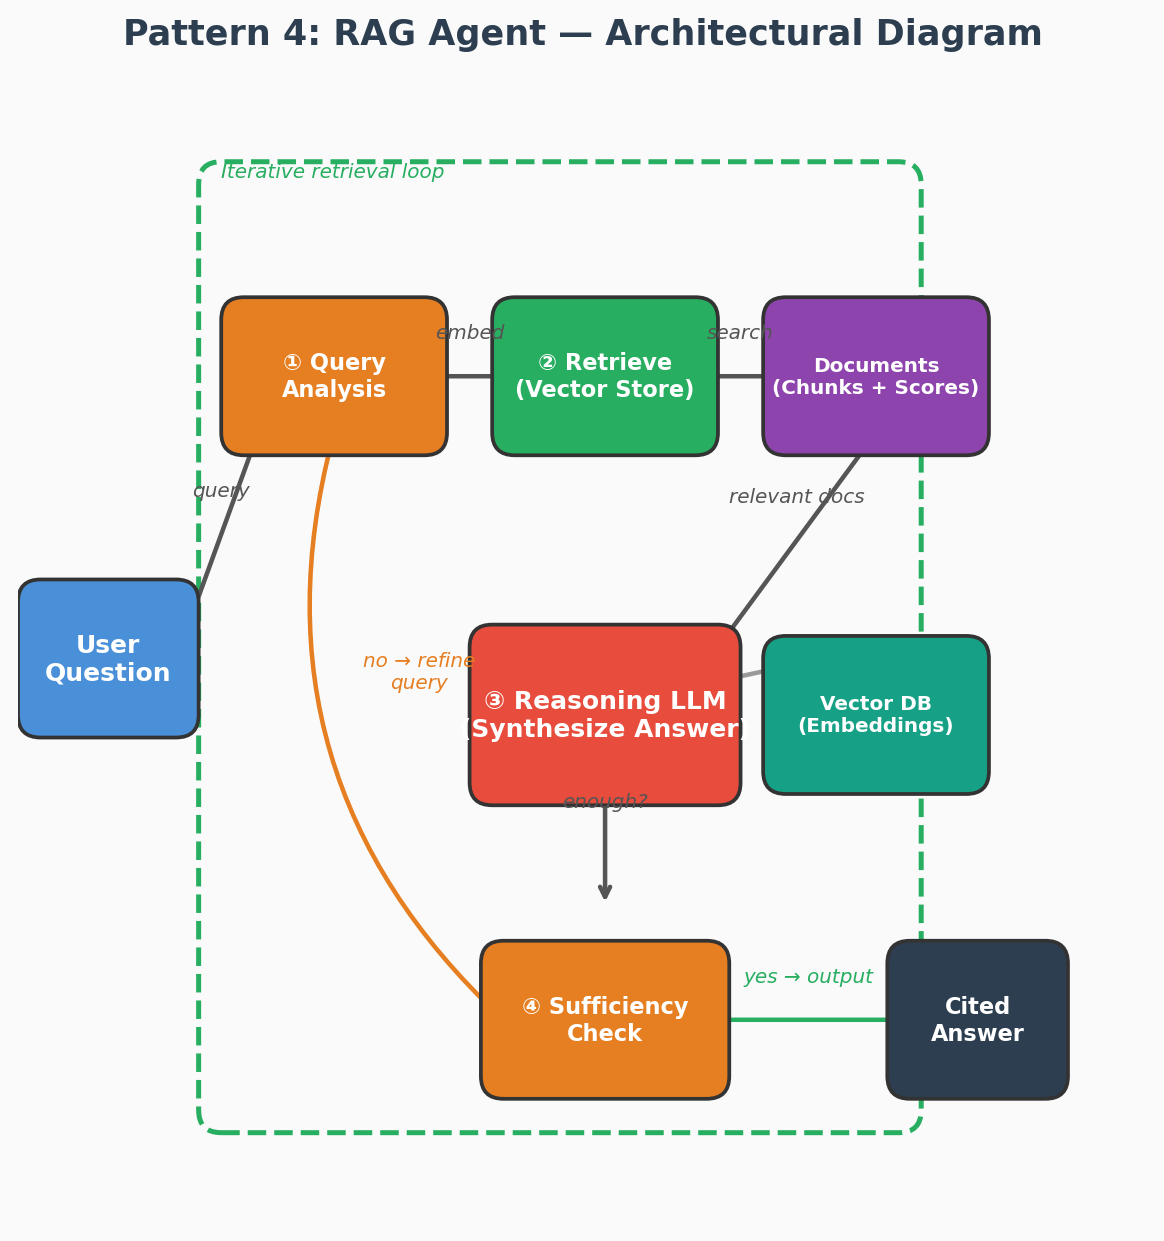 Pattern 4: RAG Agent — Architectural Diagram
Iterative retrieval loop
① Query
Analysis
embed
② Retrieve
(Vector Store)
search
Documents
(Chunks + Scores)
query
relevant docs
User
Question
no → refine
query
③ Reasoning LLM
(Synthesize Answer)
Vector DB
(Embeddings)
enough?
④ Sufficiency
Check
yes → output
Cited
Answer